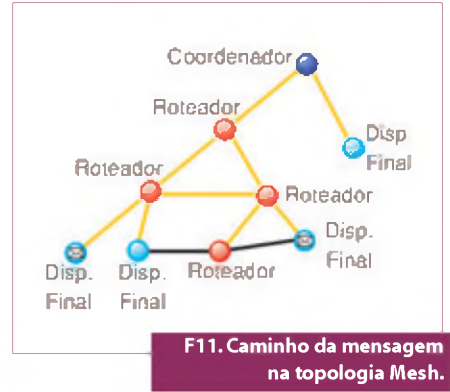 Coordenador
Roteador
Disp
Final
Roteador
Roteador
Disp.
Final
Disp.
Final
Disp.
Final
Roteador
F11. Caminho da mensagem
na topologia Mesh.